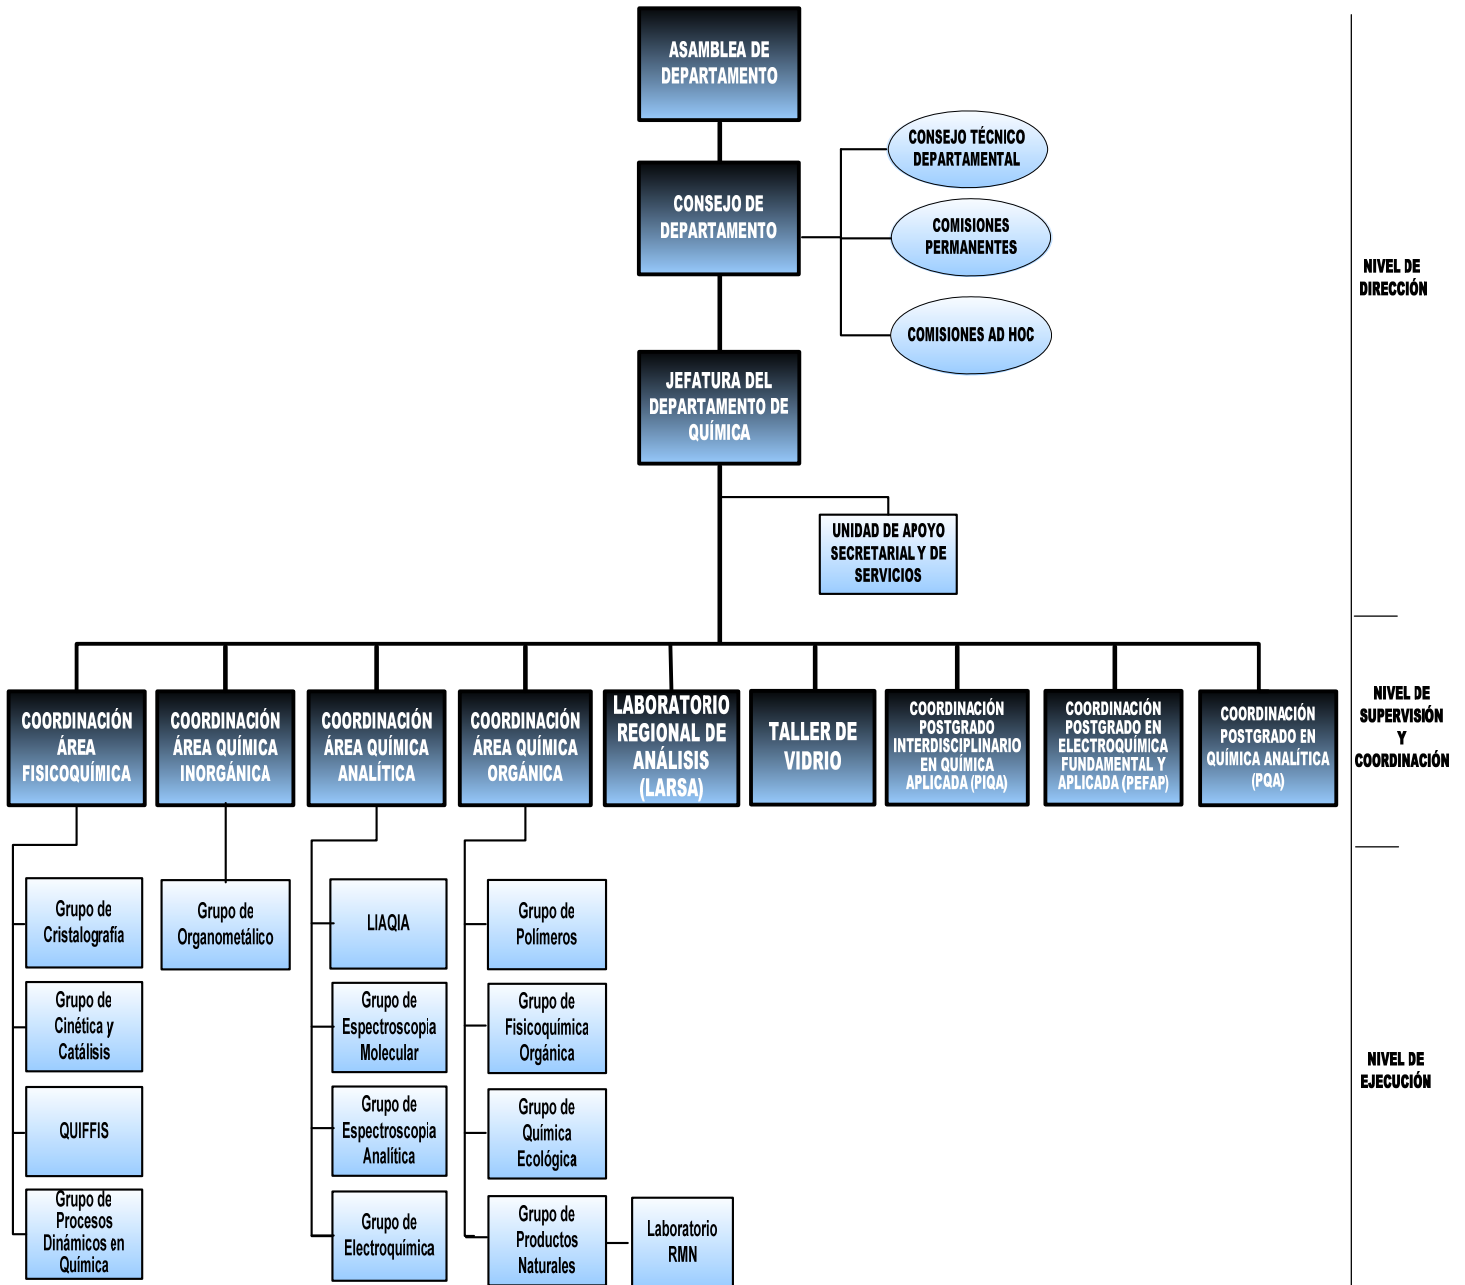 ASAMBLEA DE
DEPARTAMENTO
CONSEJO TÉCNICO
DEPARTAMENTAL
CONSEJO DE
DEPARTAMENTO
COMISIONES
PERMANENTES
NIVEL DE
DIRECCIÓN
COMISIONES AD HOC
JEFATURA DEL
DEPARTAMENTO DE
QUÍMICA
UNIDAD DE APOYO
SECRETARIAL Y DE
SERVICIOS
COORDINACIÓN
ÁREA
FISICOQUÍMICA
COORDINACIÓN
ÁREA QUÍMICA
INORGÁNICA
COORDINACIÓN
ÁREA QUÍMICA
ANALÍTICA
COORDINACIÓN
ÁREA QUÍMICA
ORGÁNICA
LABORATORIO
REGIONAL DE
ANÁLISIS
(LARSA)
TALLER DE
VIDRIO
COORDINACIÓN
POSTGRADO
INTERDISCIPLINARIO
EN QUÍMICA
APLICADA (PIQA)
COORDINACIÓN
POSTGRADO EN
ELECTROQUÍMICA
FUNDAMENTAL Y
APLICADA (PEFAP)
COORDINACIÓN
POSTGRADO EN
QUÍMICA ANALÍTICA
(PQA)
NIVEL DE
SUPERVISIÓN
Y
COORDINACIÓN
Grupo de
Cristalografía
Grupo de
Organometálico
LIAQIA
Grupo de
Polímeros
Grupo de
Cinética y
Catálisis
Grupo de
Espectroscopia
Molecular
Grupo de
Fisicoquímica
Orgánica
NIVEL DE
EJECUCIÓN
QUIFFIS
Grupo de
Espectroscopia
Analítica
Grupo de
Química
Ecológica
Grupo de
Procesos
Dinámicos en
Química
Grupo de
Electroquímica
Grupo de
Productos
Naturales
Laboratorio
RMN